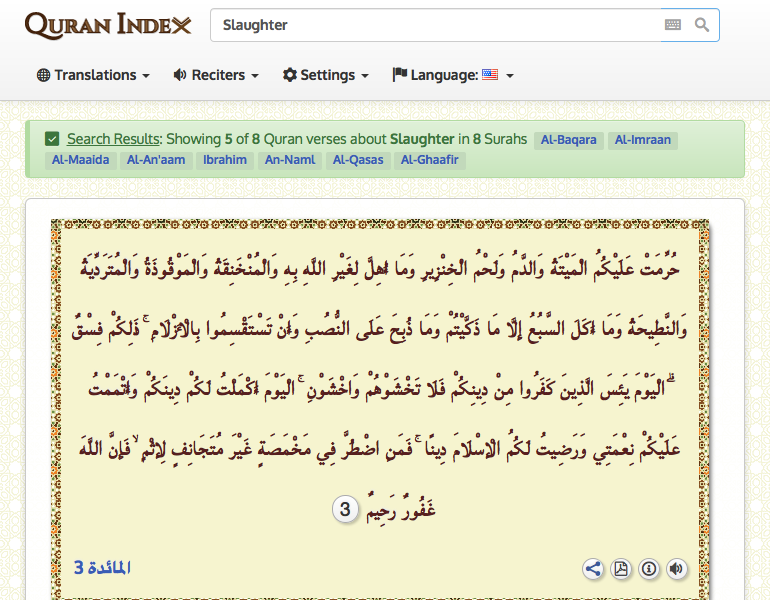 QURAN INDEX
Slaughter
Translations Reciters Settings Language:
Search Results: Showing 5 of 8 Quran verses about Slaughter in 8 Surahs Al-Baqara Al-Imraan
Al-Maaida Al-An'aam Ibrahim An-Naml Al-Qasas Al-Ghaafir
حُرِّمَتْ عَلَيْكُمُ الْمَيْتَةُ وَالدَّمُ وَلَحْمُ الْخِنْزِيرِ وَمَا أُهِلَّ لِغَيْرِ اللَّهِ بِهِ وَالْمُنْخَنِقَةُ وَالْمَوْقُوذَةُ وَالْمُتَرَدِّيَةُ
وَالنَّطِيحَةُ وَمَا أَكَلَ السَّبُعُ إِلَّا مَا ذَكَّيْتُمْ وَمَا ذُبِحَ عَلَى النُّصُبِ وَأَنْ تَسْتَقْسِمُوا بِالْأَزْلَامِ ۚ ذَٰلِكُمْ فِسْقٌ
ۗ الْيَوْمَ يَئِسَ الَّذِينَ كَفَرُوا مِنْ دِينِكُمْ فَلَا تَخْشَوْهُمْ وَاخْشَوْنِ ۚ الْيَوْمَ أَكْمَلْتُ لَكُمْ دِينَكُمْ وَأَتْمَمْتُ
عَلَيْكُمْ نِعْمَتِي وَرَضِيتُ لَكُمُ الْإِسْلَامَ دِينًا ۚ فَمَنِ اضْطُرَّ فِي مَخْمَصَةٍ غَيْرَ مُتَجَانِفٍ لِإِثْمٍ ۙ فَإِنَّ اللَّهَ
غَفُورٌ رَحِيمٌ 3
المائدة 3